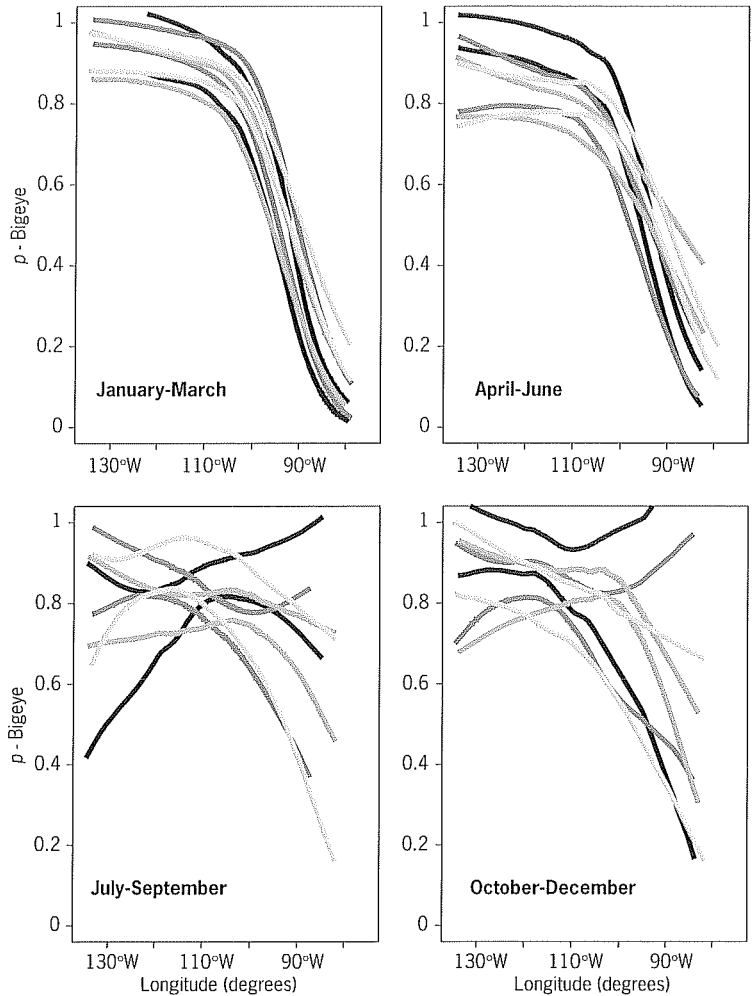 1
0.8
0.6
0.4
0.2
0
p - Bigeye
January-March
130°W
110°W
90°W
1
0.8
0.6
0.4
0.2
0
April-June
130°W
110°W
90°W
1
0.8
0.6
0.4
0.2
0
p - Bigeye
July-September
130°W
110°W
90°W
Longitude (degrees)
1
0.8
0.6
0.4
0.2
0
October-December
130°W
110°W
90°W
Longitude (degrees)